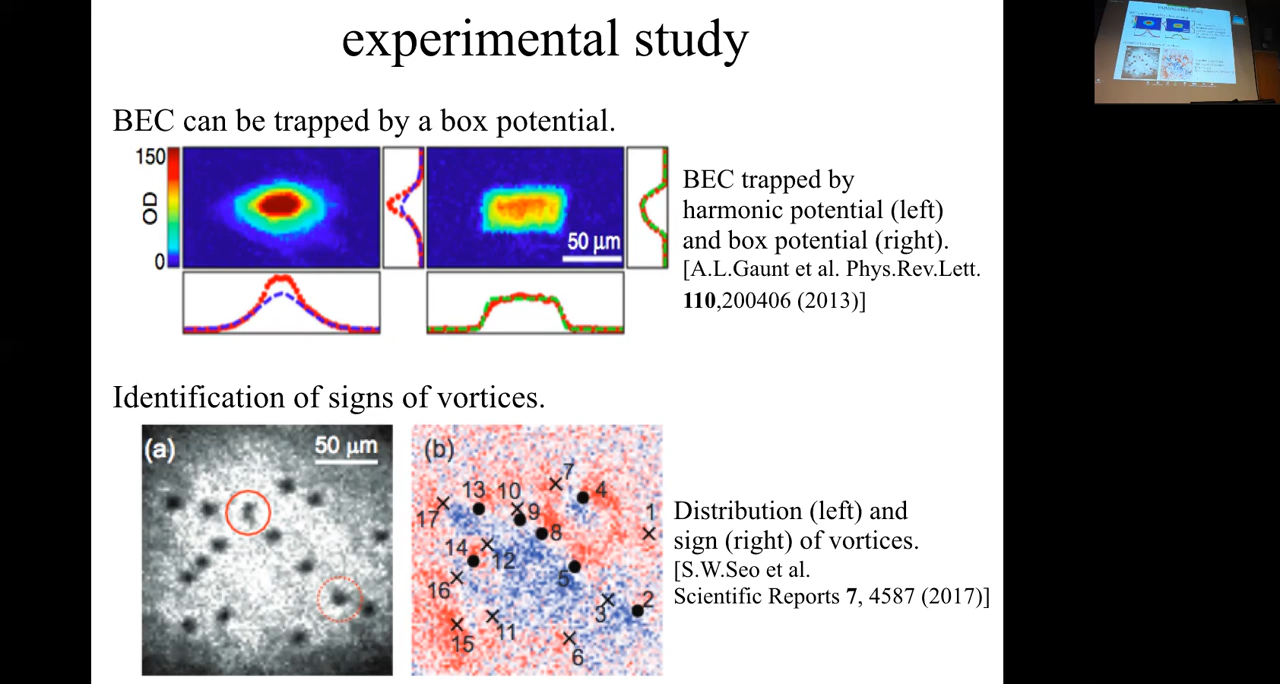 experimental study
BEC can be trapped by a box potential.
150
OD
0
50 μm
BEC trapped by
harmonic potential (left)
and box potential (right).
[A.L.Gaunt et al. Phys.Rev.Lett.
110,200406 (2013)]
Identification of signs of vortices.
(a)
50 μm
(b)
7
4
13
10
9
1
17
8
14
12
5
16
3
2
11
15
6
Distribution (left) and
sign (right) of vortices.
[S.W.Seo et al.
Scientific Reports 7, 4587 (2017)]